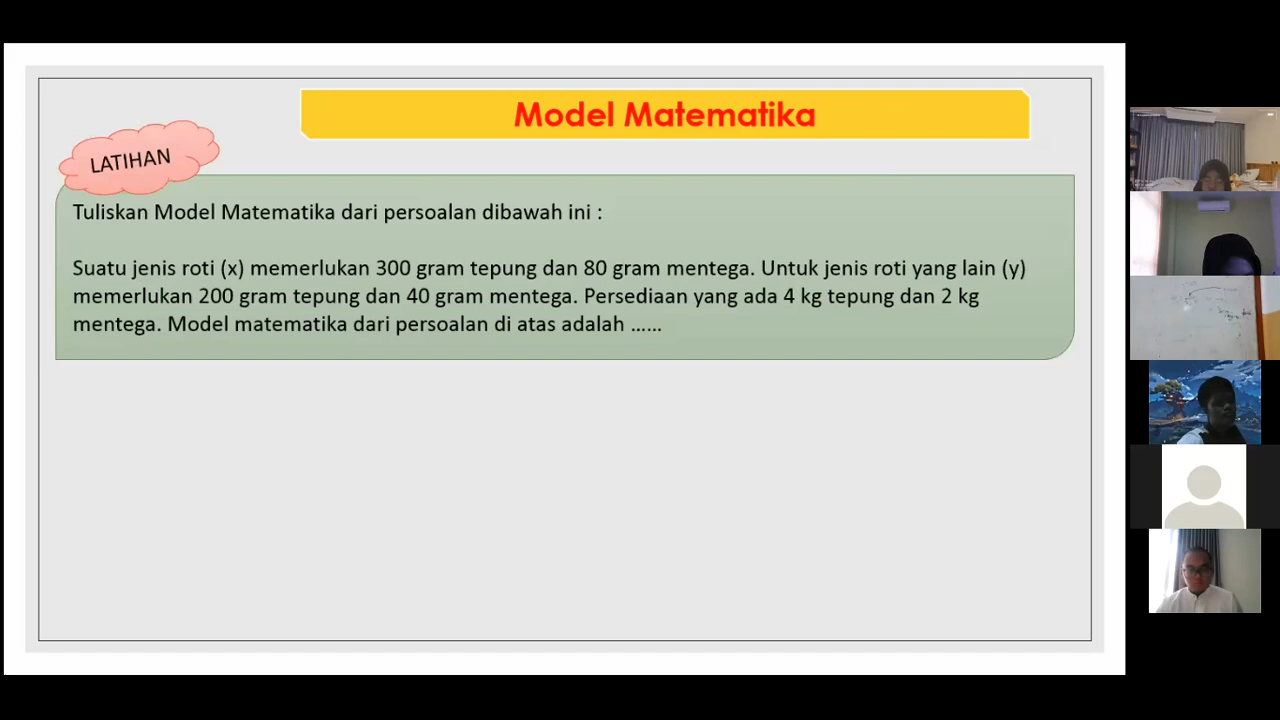 Model Matematika
LATIHAN
Tuliskan Model Matematika dari persoalan dibawah ini :
Suatu jenis roti (x) memerlukan 300 gram tepung dan 80 gram mentega. Untuk jenis roti yang lain (y)
memerlukan 200 gram tepung dan 40 gram mentega. Persediaan yang ada 4 kg tepung dan 2 kg
mentega. Model matematika dari persoalan di atas adalah ......